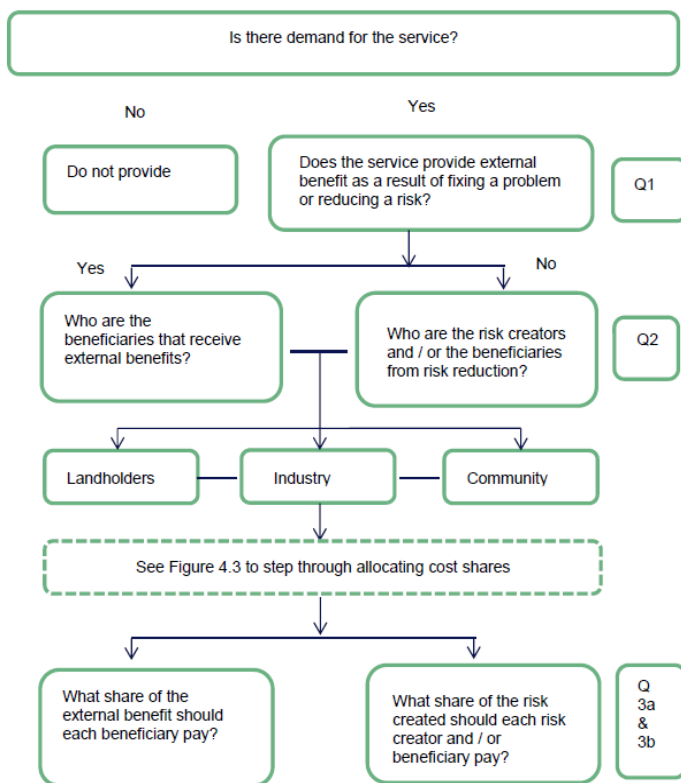 Is there demand for the service?
No
Yes
Do not provide
Does the service provide external
benefit as a result of fixing a problem
or reducing a risk?
Q1
Yes
No
Who are the
beneficiaries that receive
external benefits?
Who are the risk creators
and / or the beneficiaries
from risk reduction?
Q2
Landholders
Industry
Community
See Figure 4.3 to step through allocating cost shares
What share of the
external benefit should
each beneficiary pay?
What share of the risk
created should each risk
creator and / or
beneficiary pay?
Q
3a
&
3b